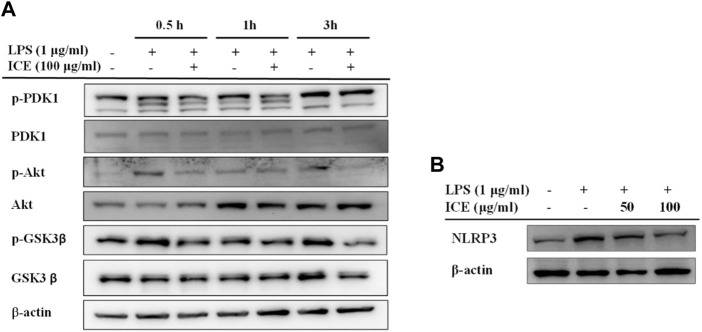 A
0.5 h 1h 3h
LPS (1 μg/ml) - + + + + + +
ICE (100 μg/ml) - - + - + - +
p-PDK1
PDK1
p-Akt
Akt
p-GSK3β
GSK3 β
β-actin
B
LPS (1 μg/ml) - + + +
ICE (μg/ml) - - 50 100
NLRP3
β-actin